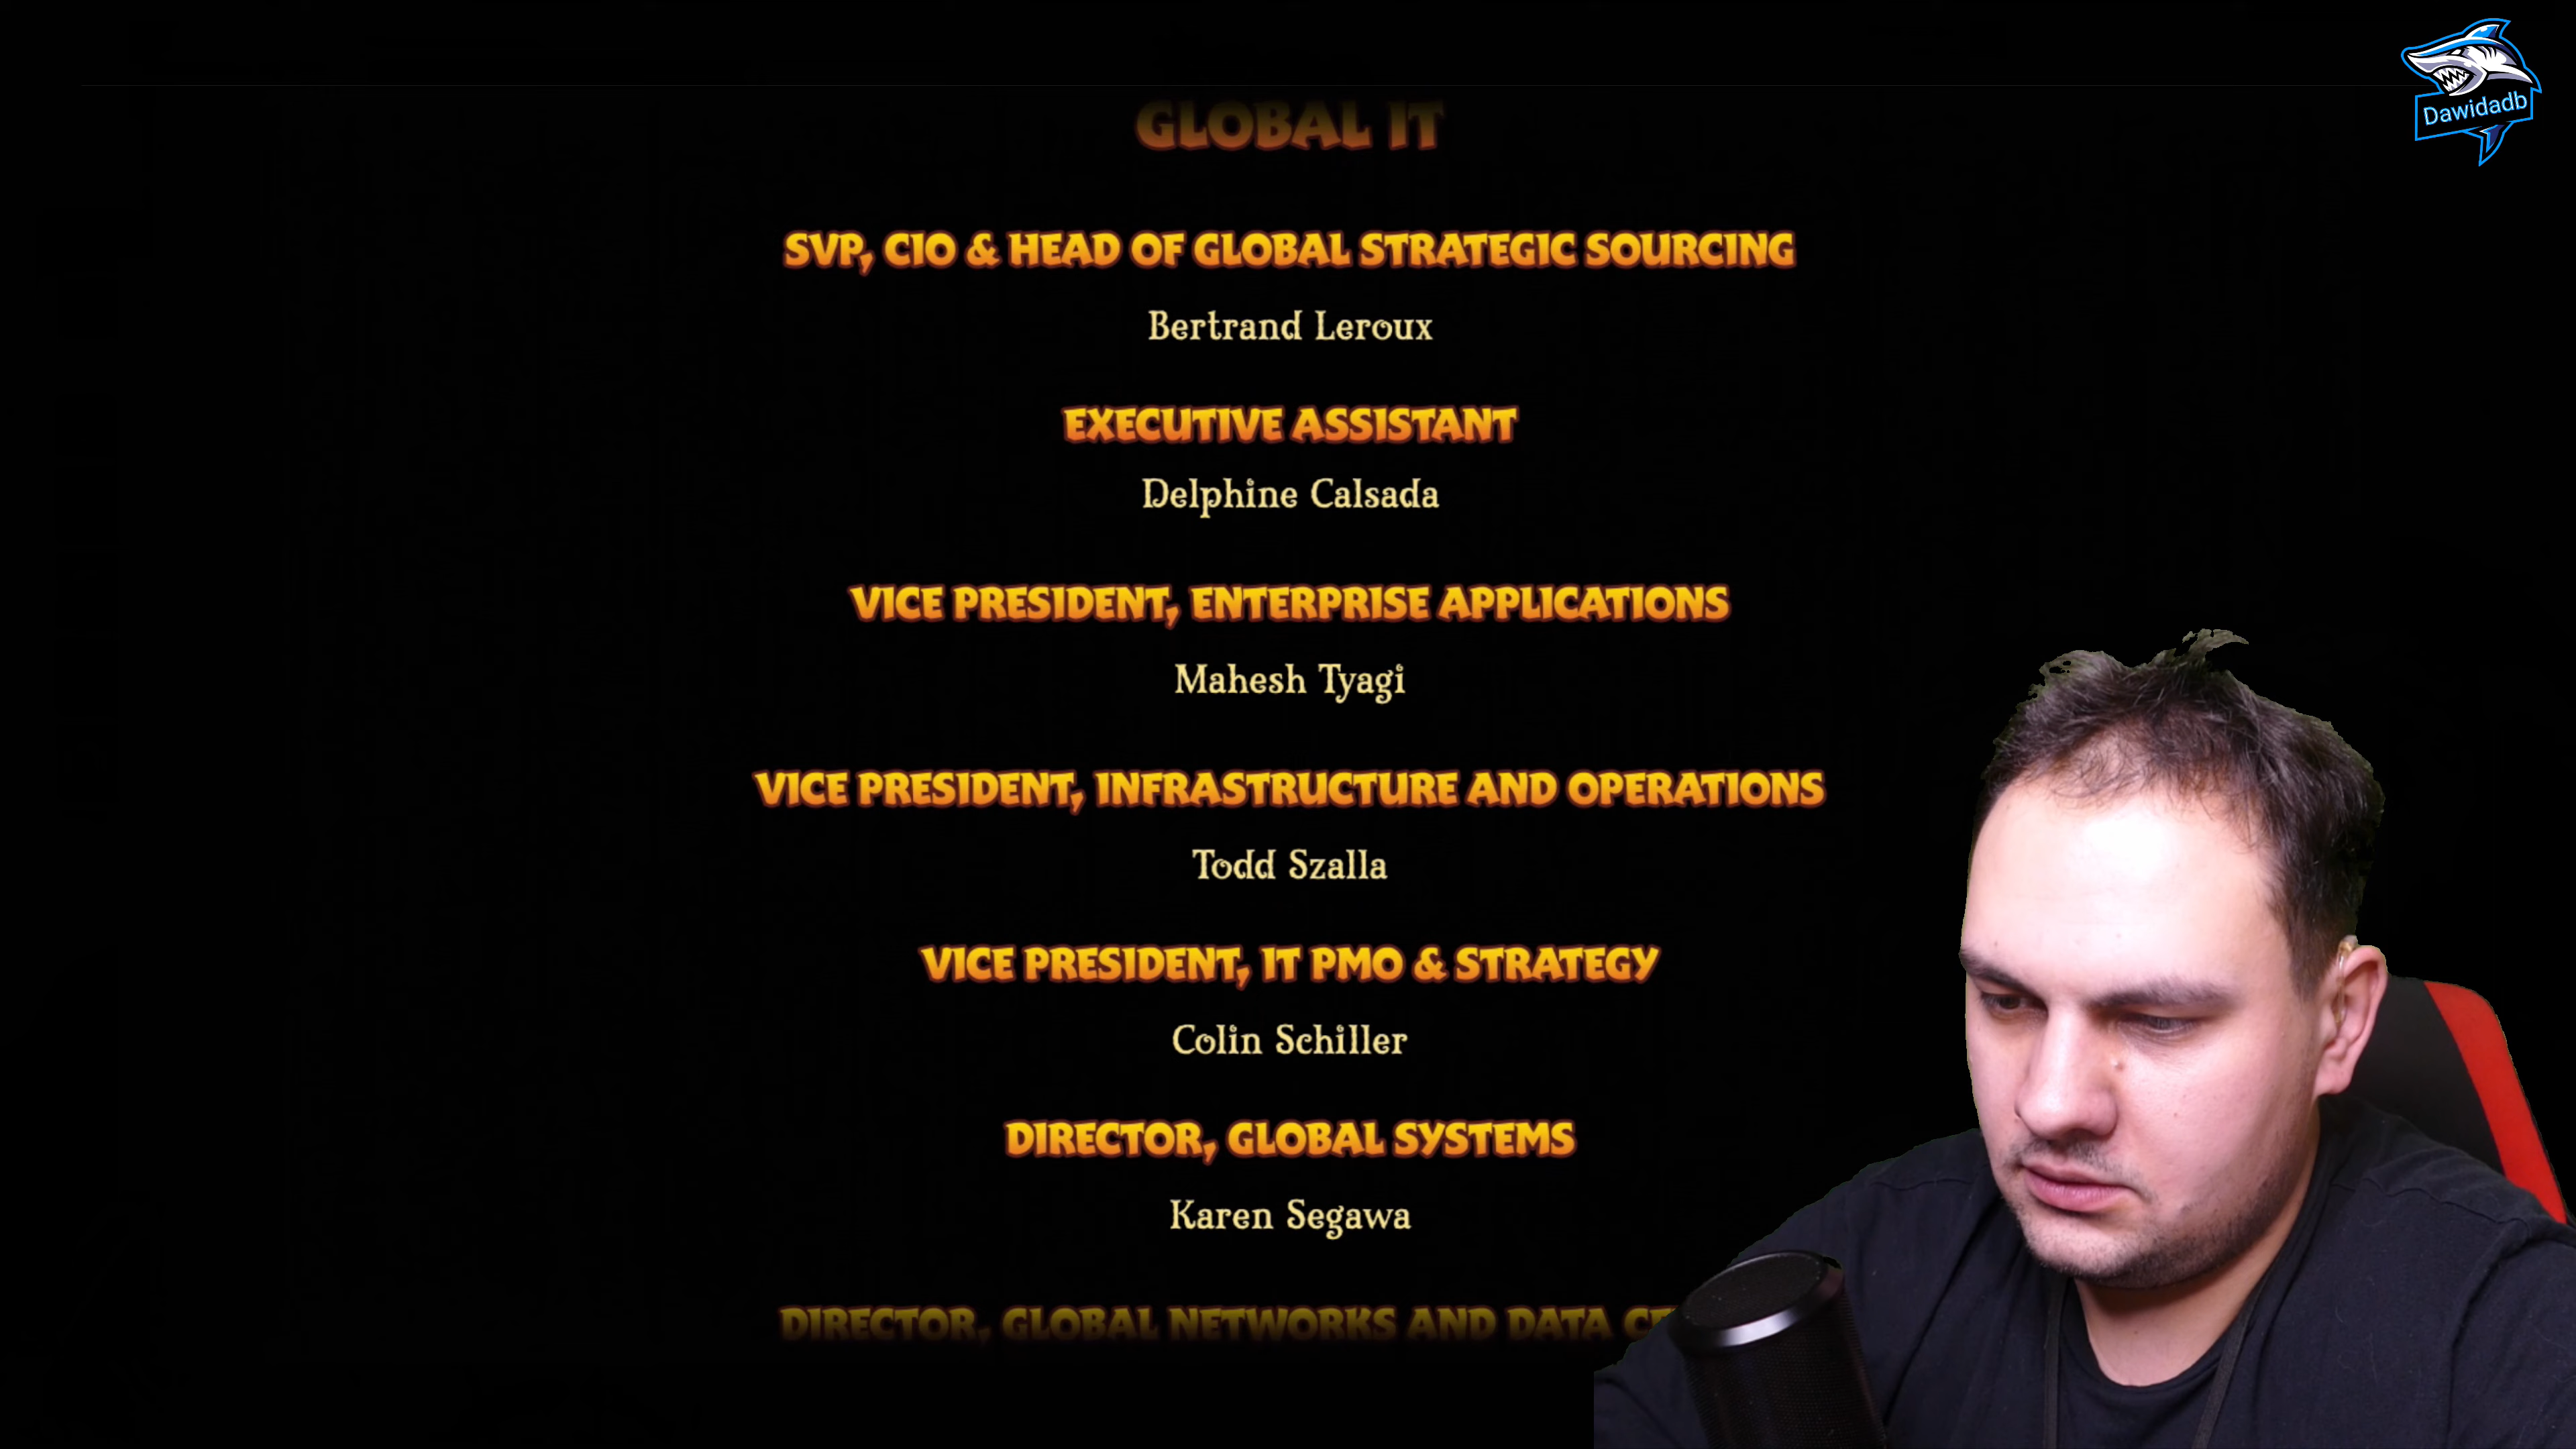 Dawidadb
GLOBAL IT
SVP, CIO & HEAD OF GLOBAL STRATEGIC SOURCING
Bertrand Leroux
EXECUTIVE ASSISTANT
Delphine Calsada
VICE PRESIDENT, ENTERPRISE APPLICATIONS
Mahesh Tyagi
VICE PRESIDENT, INFRASTRUCTURE AND OPERATIONS
Todd Szalla
VICE PRESIDENT, IT PMO & STRATEGY
Colin Schiller
DIRECTOR, GLOBAL SYSTEMS
Karen Segawa
DIRECTOR, GLOBAL NETWORKS AND DATA